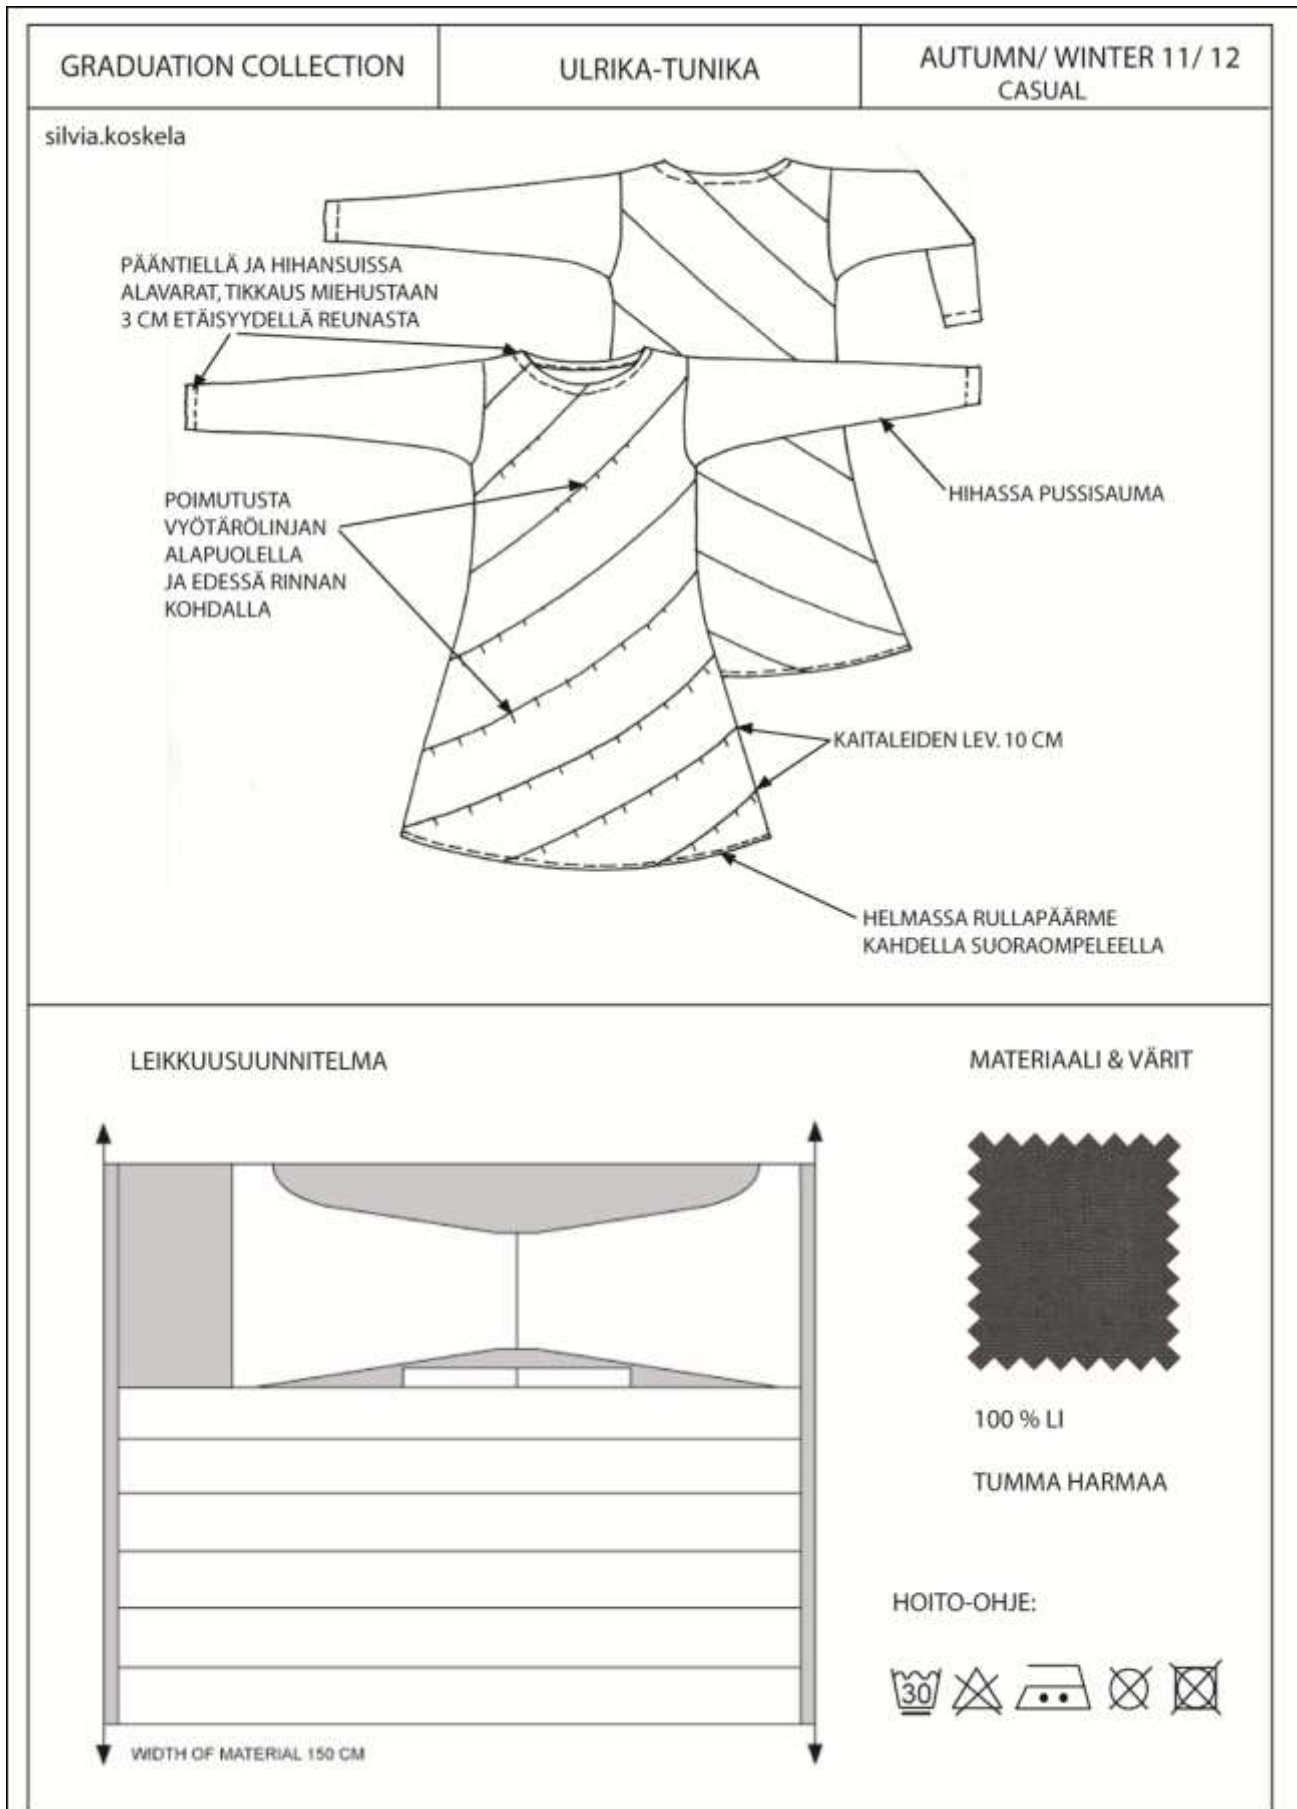 GRADUATION COLLECTION
ULRIKA-TUNIKA
AUTUMN/ WINTER 11/ 12
CASUAL
silvia.koskela
PÄÄNTIELLÄ JA HIHANSUISSA
ALAVARAT, TIKKAUS MIEHUSTAAN
3 CM ETÄISYYDELLÄ REUNASTA
HIHASSA PUSSISAUMA
POIMUTUSTA
VYÖTÄRÖLINJAN
ALAPUOLELLA
JA EDESSÄ RINNAN
KOHDALLA
KAITALEIDEN LEV. 10 CM
HELMASSA RULLAPÄÄRME
KAHDELLA SUORAOMPELEELLA
LEIKKUUSUUNNITELMA
MATERIAALI & VÄRIT
100 % LI
TUMMA HARMAA
HOITO-OHJE:
30
WIDTH OF MATERIAL 150 CM